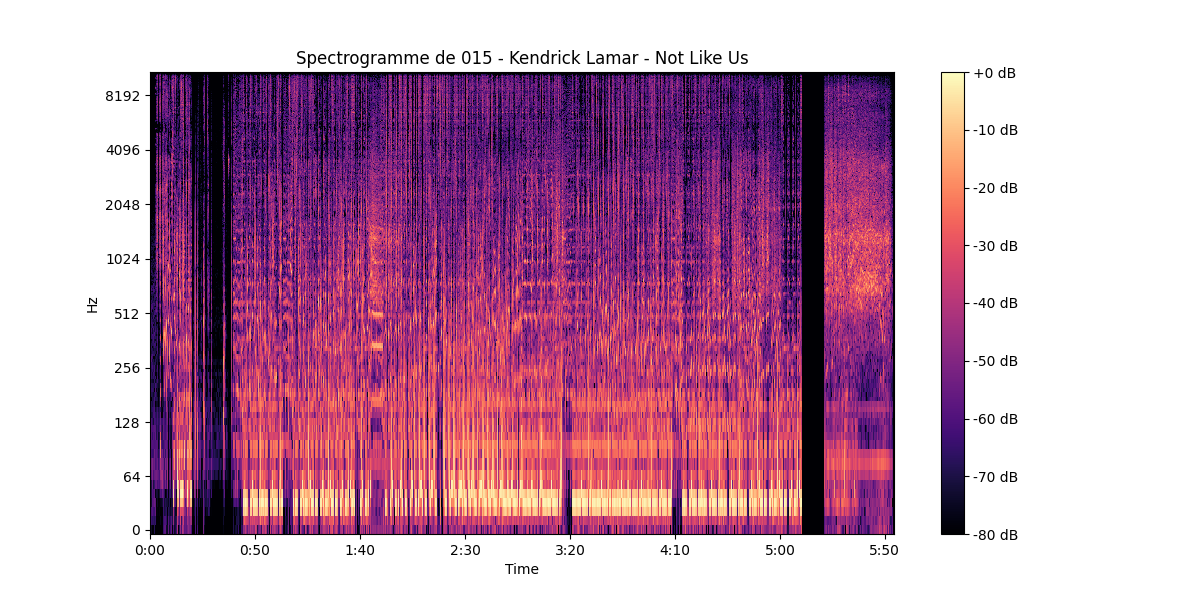 Spectrogramme de 015 - Kendrick Lamar - Not Like Us
Hz
8192
4096
2048
1024
512
256
128
64
0
0:00 0:50 1:40 2:30 3:20 4:10 5:00 5:50
Time
+0 dB
-10 dB
-20 dB
-30 dB
-40 dB
-50 dB
-60 dB
-70 dB
-80 dB